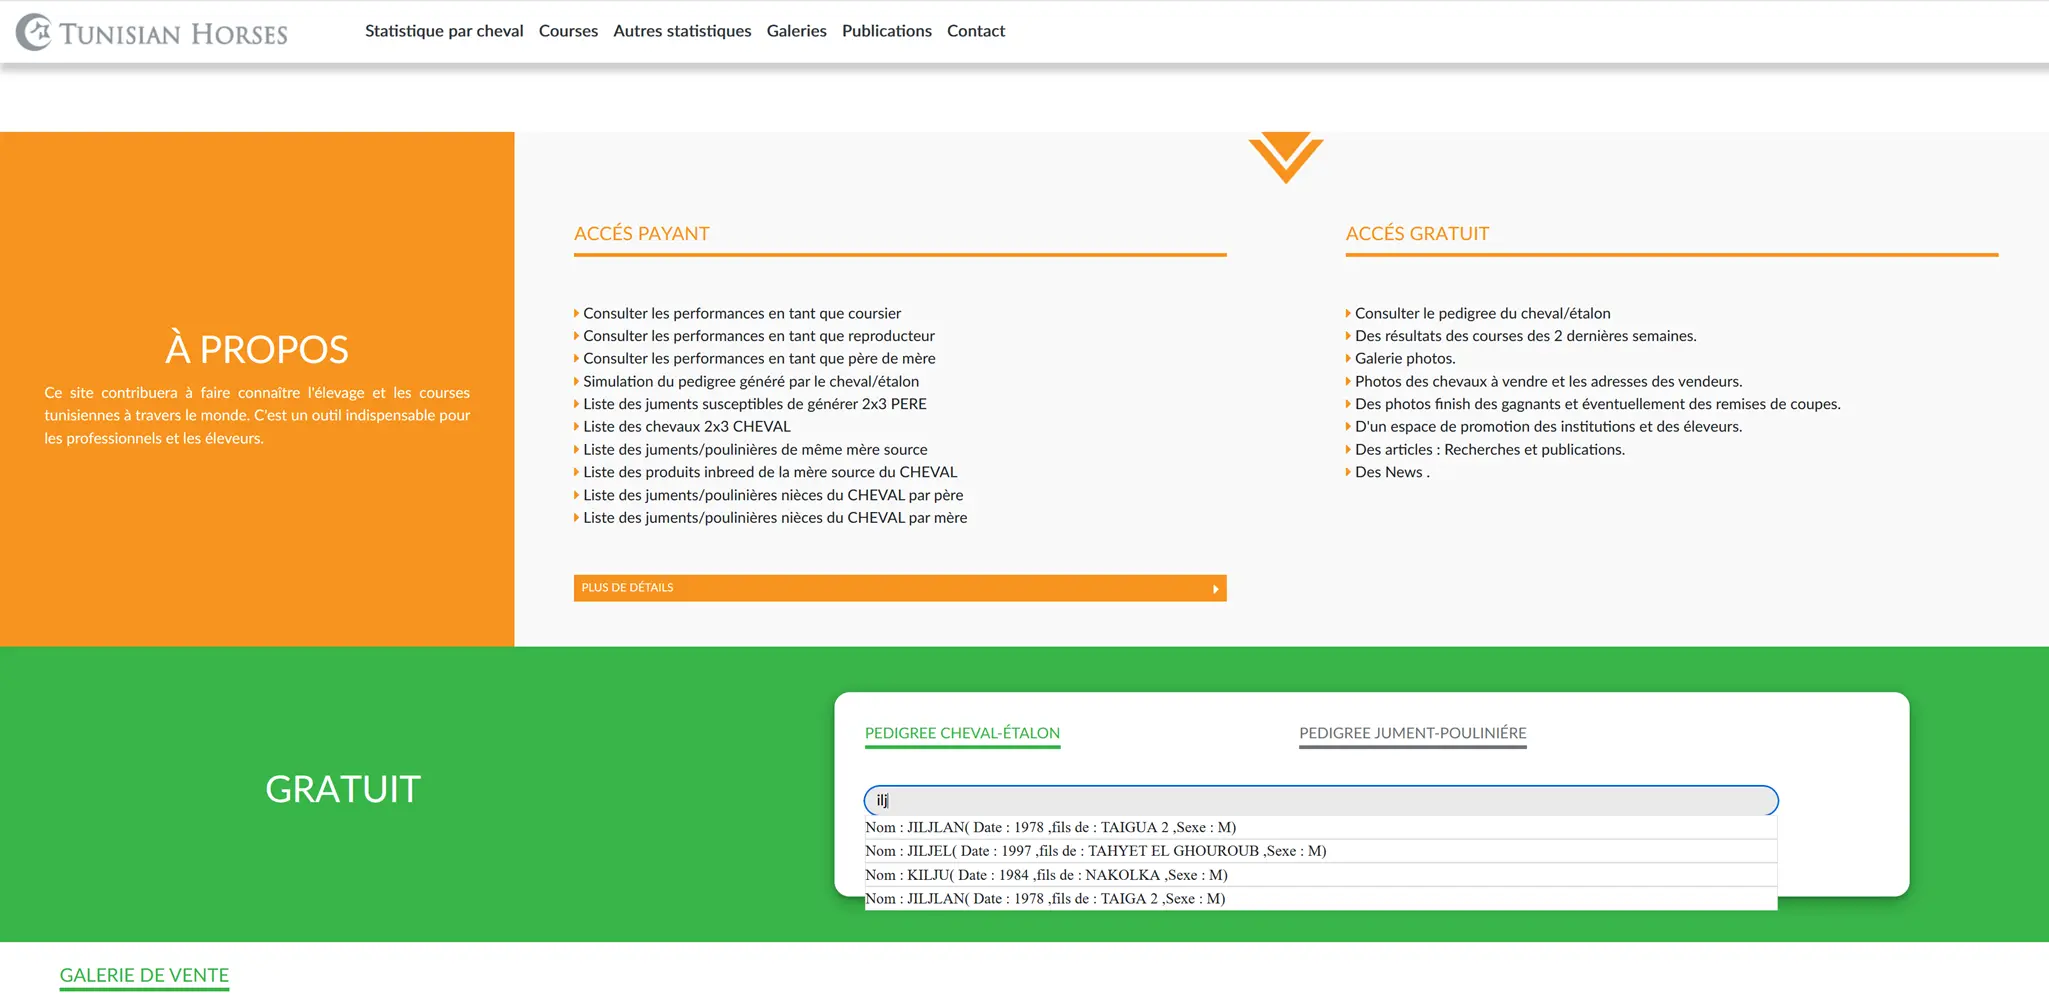 TUNISIAN HORSES
Statistique par cheval Courses Autres statistiques Galeries Publications Contact
À PROPOS
Ce site contribuera à faire connaître l'élevage et les courses
tunisiennes à travers le monde. C'est un outil indispensable pour
les professionnels et les éleveurs.
ACCÉS PAYANT
Consulter les performances en tant que coursier
Consulter les performances en tant que reproducteur
Consulter les performances en tant que père de mère
Simulation du pedigree généré par le cheval/étalon
Liste des juments susceptibles de générer 2x3 PERE
Liste des chevaux 2x3 CHEVAL
Liste des juments/poulinières de même mère source
Liste des produits inbreed de la mère source du CHEVAL
Liste des juments/poulinières nièces du CHEVAL par père
Liste des juments/poulinières nièces du CHEVAL par mère
PLUS DE DÉTAILS
ACCÉS GRATUIT
Consulter le pedigree du cheval/étalon
Des résultats des courses des 2 dernières semaines.
Galerie photos.
Photos des chevaux à vendre et les adresses des vendeurs.
Des photos finish des gagnants et éventuellement des remises de coupes.
D'un espace de promotion des institutions et des éleveurs.
Des articles : Recherches et publications.
Des News .
GRATUIT
PEDIGREE CHEVAL-ÉTALON PEDIGREE JUMENT-POULINIÉRE
ilj
Nom : JILJLAN( Date : 1978 ,fils de : TAIGUA 2 ,Sexe : M)
Nom : JILJEL( Date : 1997 ,fils de : TAHYET EL GHOUROUB ,Sexe : M)
Nom : KILJU( Date : 1984 ,fils de : NAKOLKA ,Sexe : M)
Nom : JILJLAN( Date : 1978 ,fils de : TAIGA 2 ,Sexe : M)
GALERIE DE VENTE